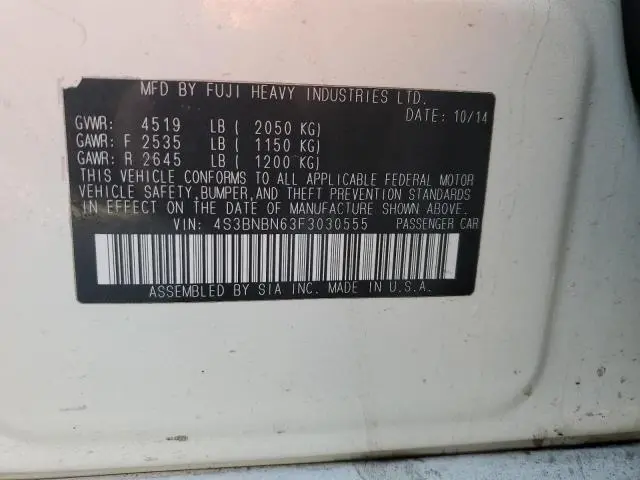 MFD BY FUJI HEAVY INDUSTRIES LTD.
DATE: 10/14
GVWR: 4519 LB ( 2050 KG)
GAWR: F 2535 LB ( 1150 KG)
GAWR: R 2645 LB ( 1200 KG)
THIS VEHICLE CONFORMS TO ALL APPLICABLE FEDERAL MOTOR
VEHICLE SAFETY, BUMPER, AND THEFT PREVENTION STANDARDS
IN EFFECT ON THE DATE OF MANUFACTURE SHOWN ABOVE.
VIN: 4S3BNBN63F3030555 PASSENGER CAR
ASSEMBLED BY SIA INC. MADE IN U.S.A.